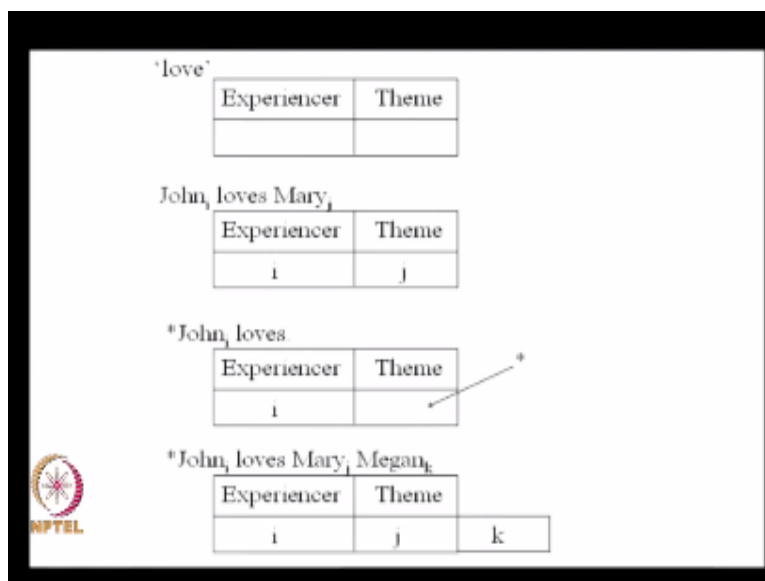 ‘love’
Experiencer Theme
Johnᵢ loves Maryⱼ
Experiencer Theme
i j
*Johnᵢ loves
Experiencer Theme
*
i
*Johnᵢ loves Maryⱼ Meganₖ
Experiencer Theme
i j k
NPTEL